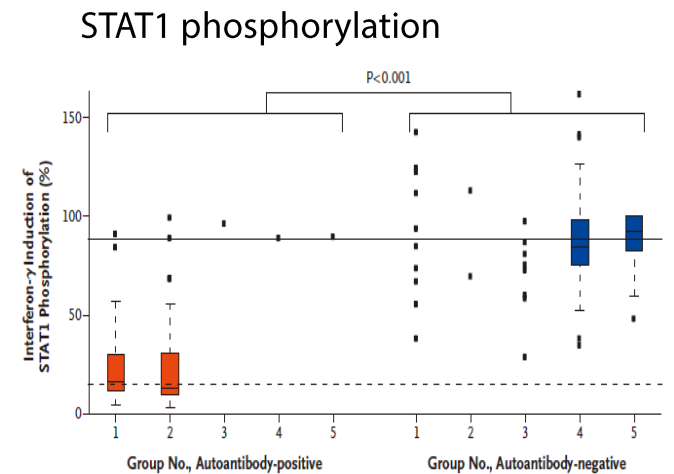 STAT1 phosphorylation
P<0.001
Interferon-γ Induction of
STAT1 Phosphorylation (%)
150
100
50
0
1 2 3 4 5 1 2 3 4 5
Group No., Autoantibody-positive Group No., Autoantibody-negative